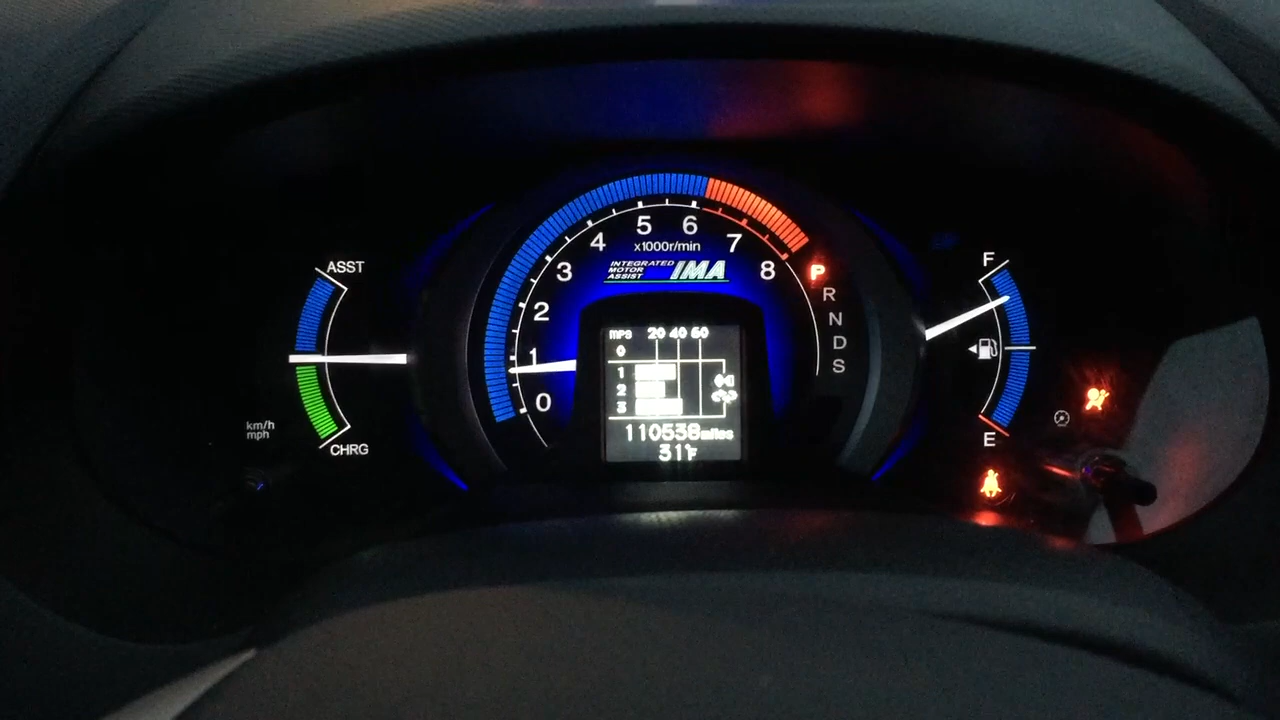 ASST
CHRG
km/h
mph
0
1
2
3
4
5
6
7
8
x1000r/min
INTEGRATED
MOTOR
ASSIST
IMA
P
R
N
D
S
mpg 20 40 60
0
1
2
3
110538miles
31°F
F
E